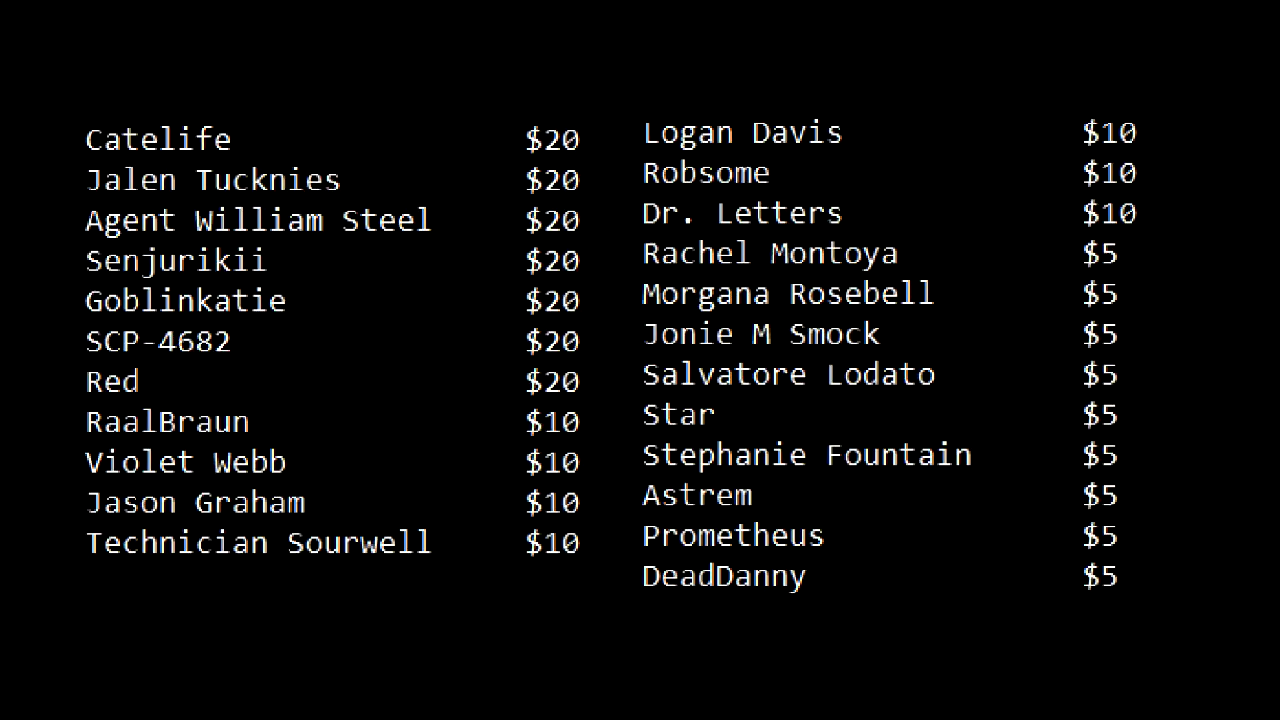 Catelife $20
Jalen Tucknies $20
Agent William Steel $20
Senjurikii $20
Goblinkatie $20
SCP-4682 $20
Red $20
RaalBraun $10
Violet Webb $10
Jason Graham $10
Technician Sourwell $10
Logan Davis $10
Robsome $10
Dr. Letters $10
Rachel Montoya $5
Morgana Rosebell $5
Jonie M Smock $5
Salvatore Lodato $5
Star $5
Stephanie Fountain $5
Astrem $5
Prometheus $5
DeadDanny $5